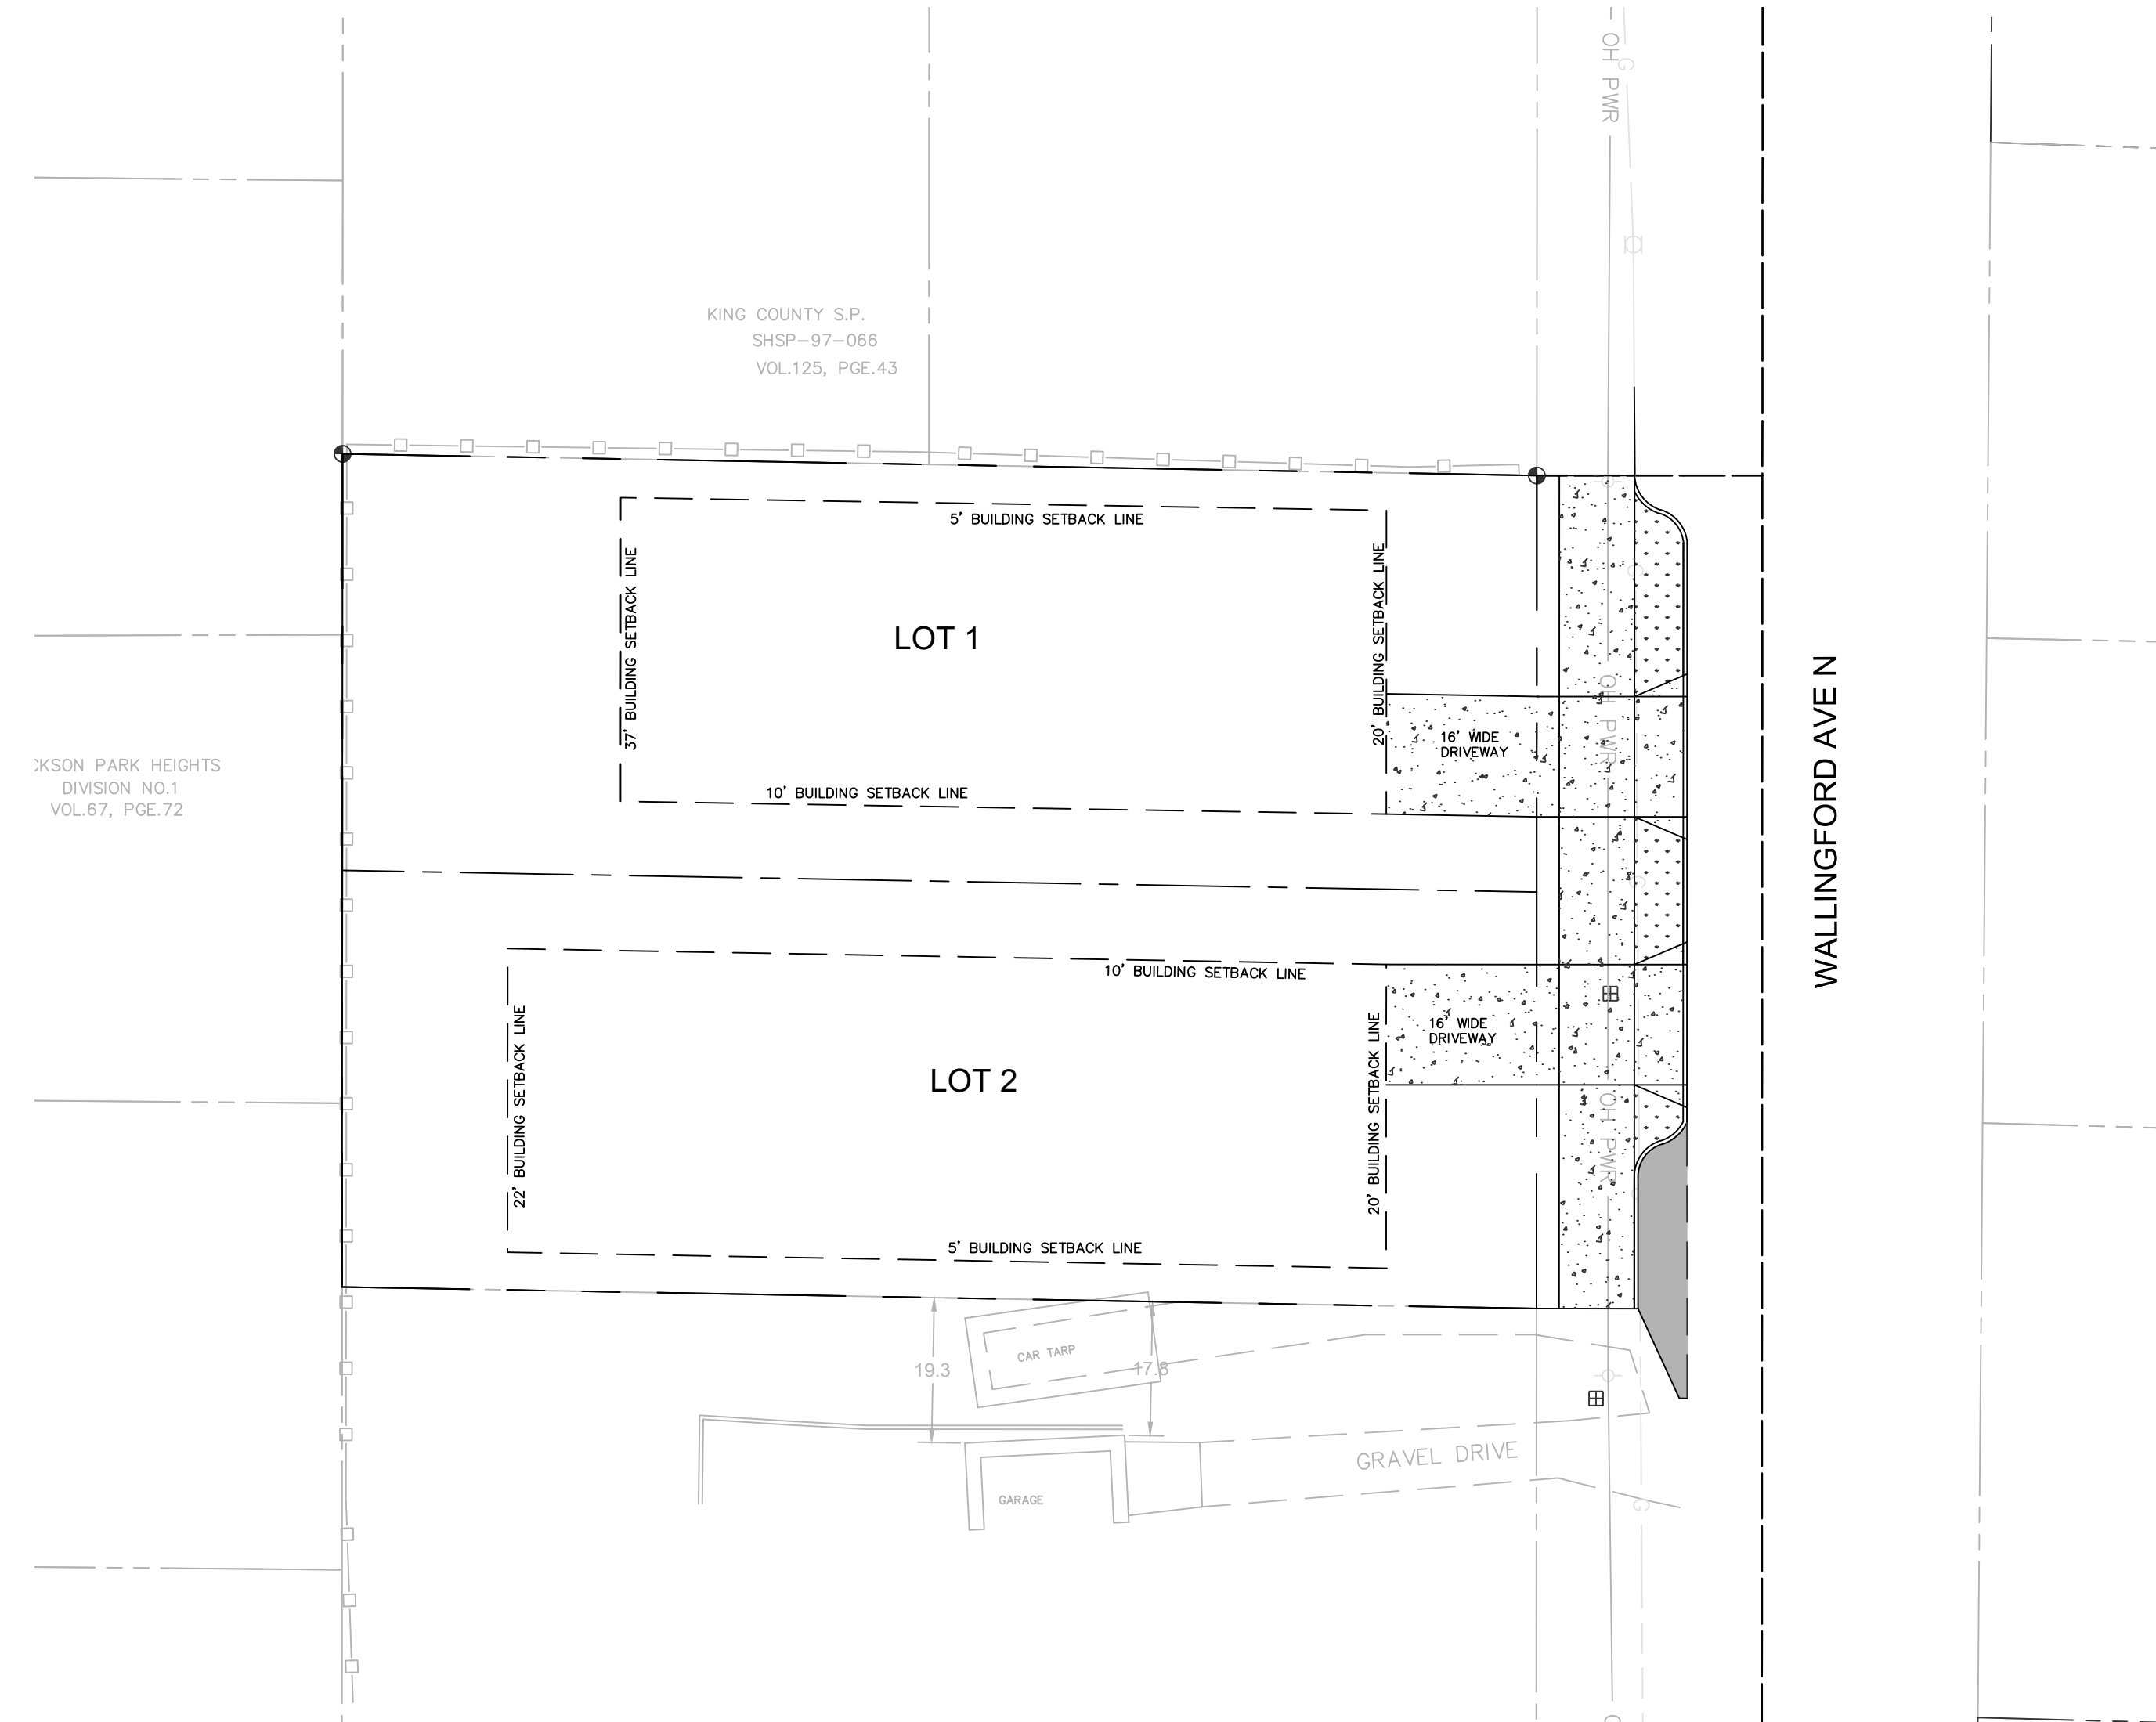 OH PWR
G
KING COUNTY S.P.
SHSP-97-066
VOL.125, PGE.43
5' BUILDING SETBACK LINE
37' BUILDING SETBACK LINE
20' BUILDING SETBACK LINE
LOT 1
G
OH PWR
16' WIDE
DRIVEWAY
WALLINGFORD AVE N
CKSON PARK HEIGHTS
DIVISION NO.1
VOL.67, PGE.72
10' BUILDING SETBACK LINE
G
10' BUILDING SETBACK LINE
22' BUILDING SETBACK LINE
20' BUILDING SETBACK LINE
16' WIDE
DRIVEWAY
LOT 2
OH PWR
G
5' BUILDING SETBACK LINE
CAR TARP
19.3
17.8
GRAVEL DRIVE
GARAGE
G